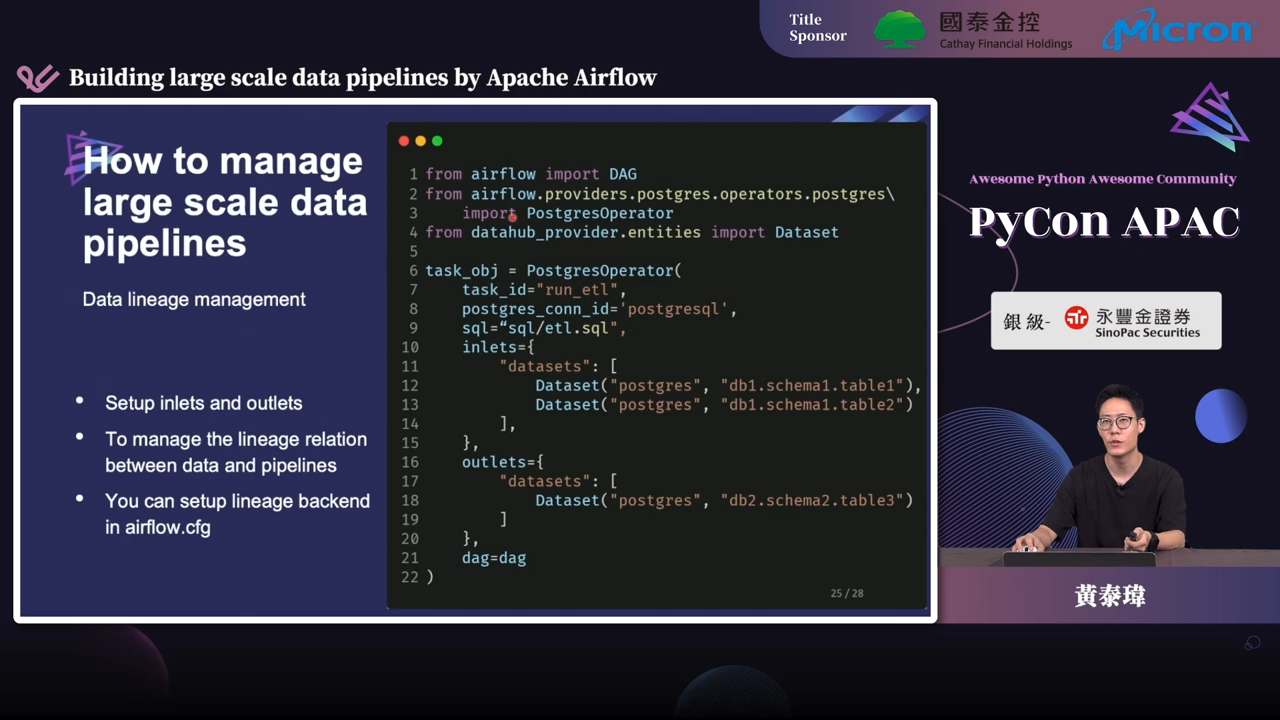 Title
Sponsor
國泰金控
Cathay Financial Holdings
Micron
Building large scale data pipelines by Apache Airflow
How to manage
large scale data
pipelines
Data lineage management
• Setup inlets and outlets
• To manage the lineage relation
between data and pipelines
• You can setup lineage backend
in airflow.cfg
1 from airflow import DAG
2 from airflow.providers.postgres.operators.postgres\
3 import PostgresOperator
4 from datahub_provider.entities import Dataset
5
6 task_obj = PostgresOperator(
7 task_id="run_etl",
8 postgres_conn_id='postgresql',
9 sql=“sql/etl.sql",
10 inlets={
11 "datasets": [
12 Dataset("postgres", "db1.schema1.table1"),
13 Dataset("postgres", "db1.schema1.table2")
14 ],
15 },
16 outlets={
17 "datasets": [
18 Dataset("postgres", "db2.schema2.table3")
19 ]
20 },
21 dag=dag
22 )
25 / 28
Awesome Python Awesome Community
PyCon APAC
銀級-
永豐金證券
SinoPac Securities
黃泰瑋